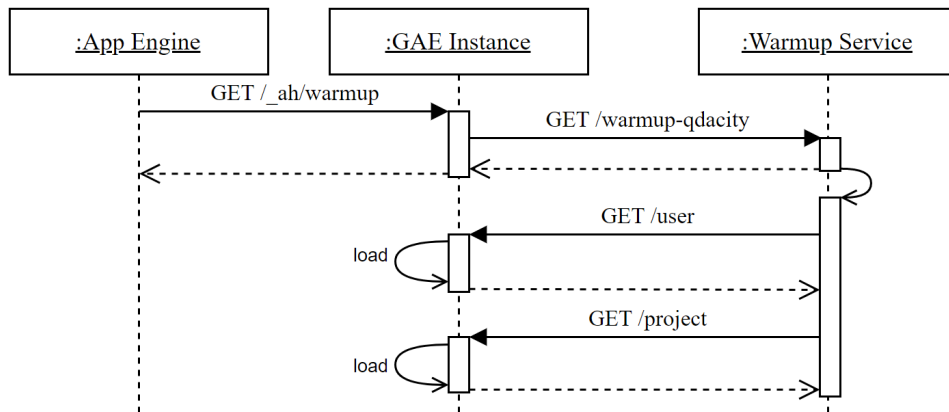 :App Engine
:GAE Instance
:Warmup Service
GET /_ah/warmup
GET /warmup-qdacity
GET /user
load
GET /project
load